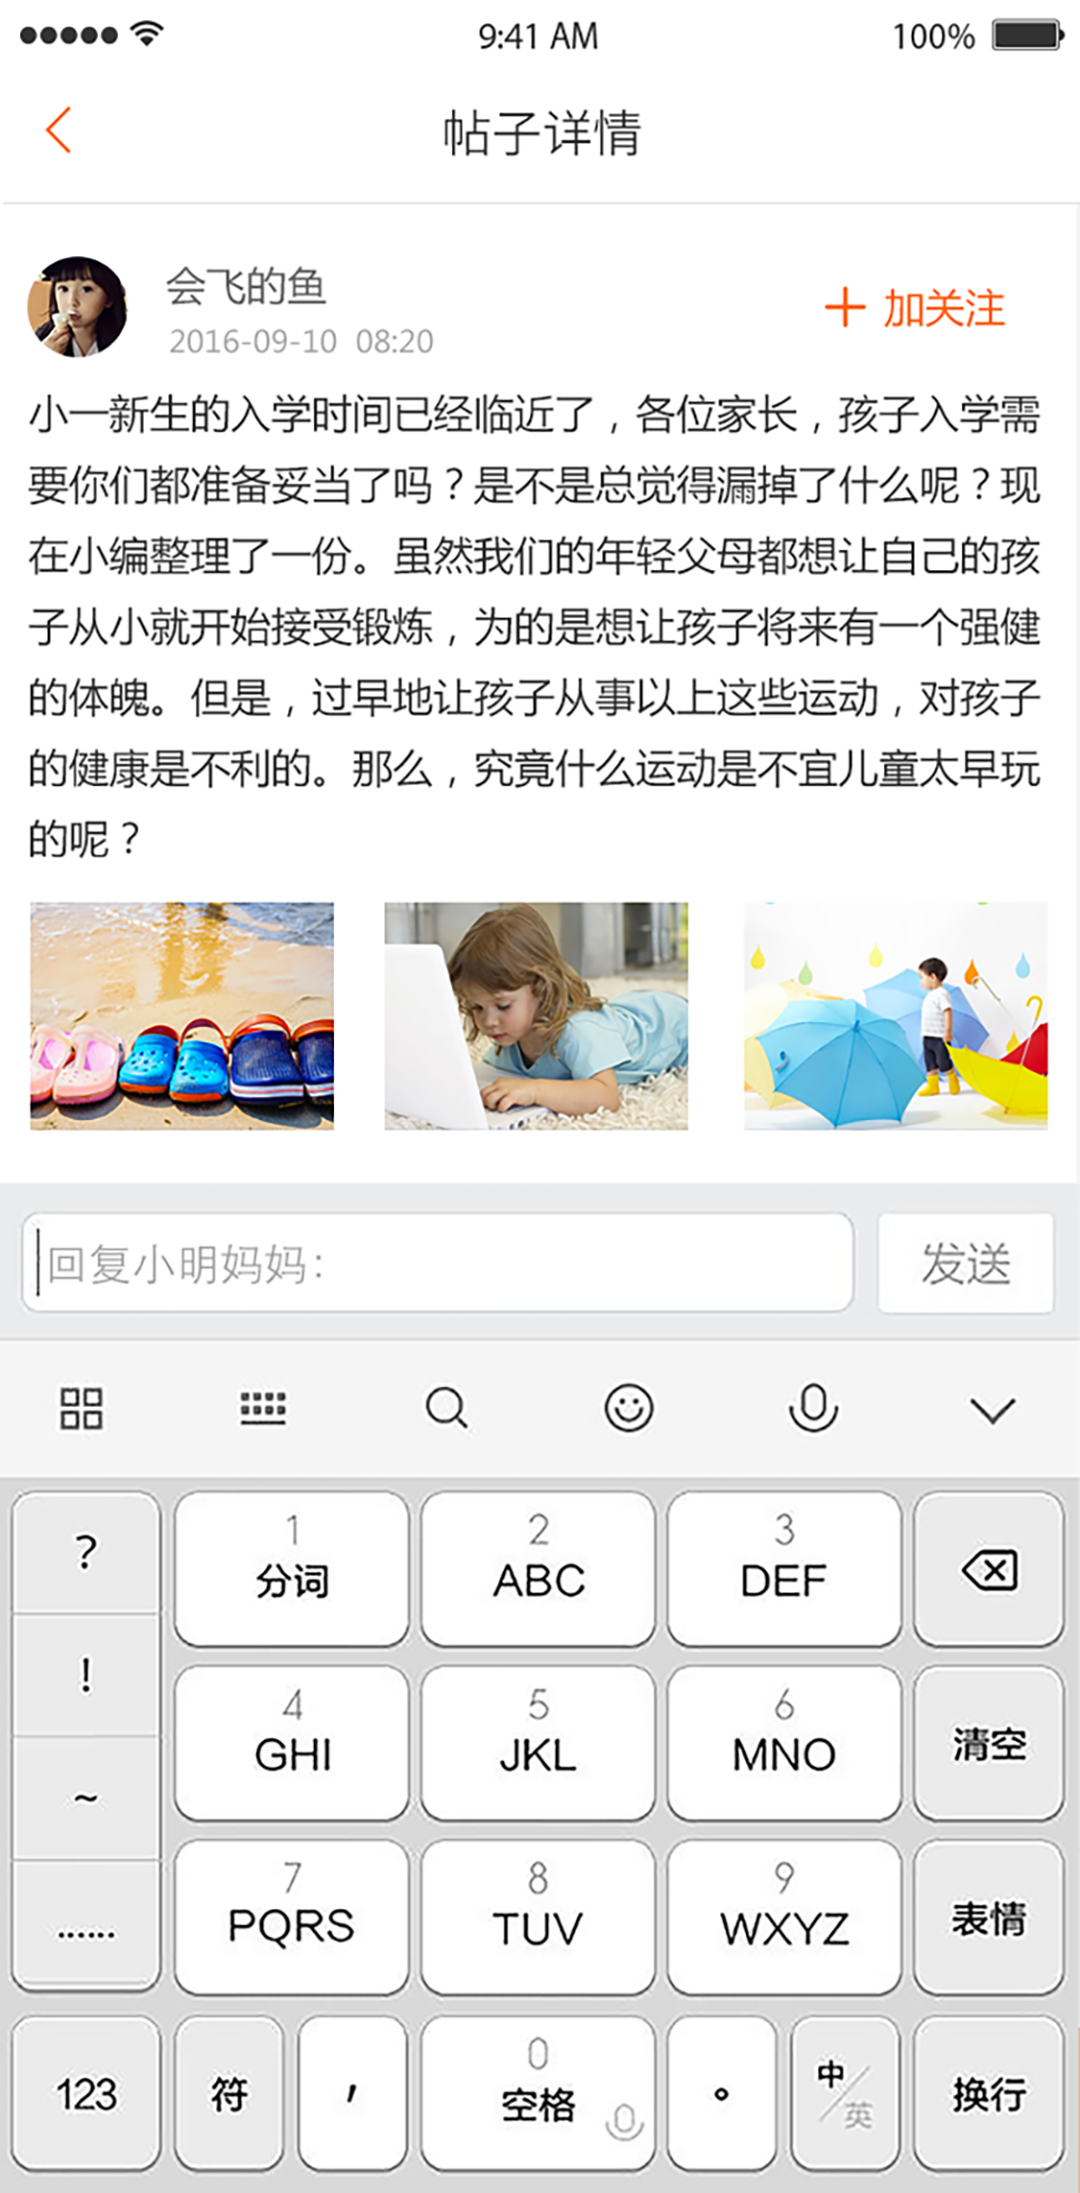 9:41 AM
100%
帖子详情
会飞的鱼
2016-09-10 08:20
+ 加关注
小一新生的入学时间已经临近了，各位家长，孩子入学需
要你们都准备妥当了吗？是不是总觉得漏掉了什么呢？现
在小编整理了一份。虽然我们的年轻父母都想让自己的孩
子从小就开始接受锻炼，为的是想让孩子将来有一个强健
的体魄。但是，过早地让孩子从事以上这些运动，对孩子
的健康是不利的。那么，究竟什么运动是不宜儿童太早玩
的呢？
回复小明妈妈：
发送
?
!
~
……
1
分词
2
ABC
3
DEF
4
GHI
5
JKL
6
MNO
清空
7
PQRS
8
TUV
9
WXYZ
表情
123
符
，
0
空格
。
中/英
换行